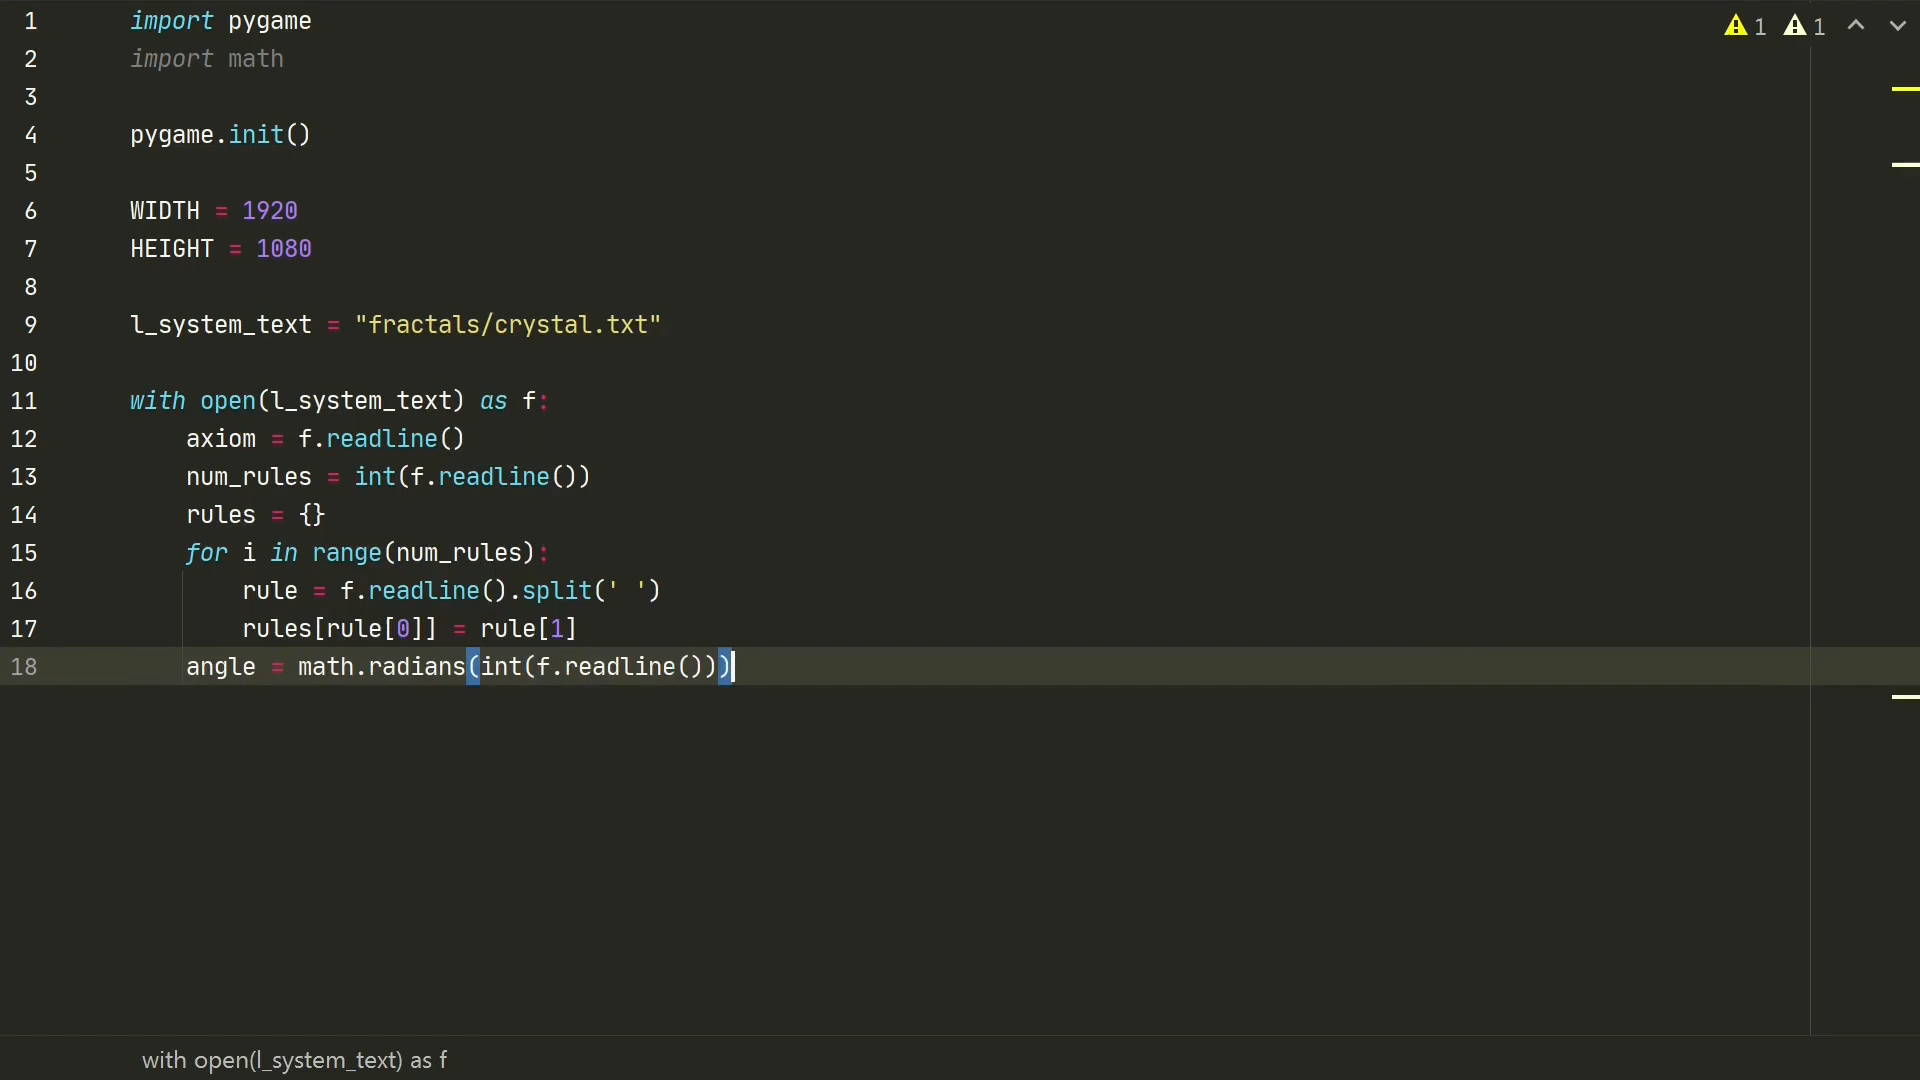 1 import pygame
2 import math
3
4 pygame.init()
5
6 WIDTH = 1920
7 HEIGHT = 1080
8
9 l_system_text = "fractals/crystal.txt"
10
11 with open(l_system_text) as f:
12     axiom = f.readline()
13     num_rules = int(f.readline())
14     rules = {}
15     for i in range(num_rules):
16         rule = f.readline().split(' ')
17         rules[rule[0]] = rule[1]
18     angle = math.radians(int(f.readline()))
1 1
with open(l_system_text) as f